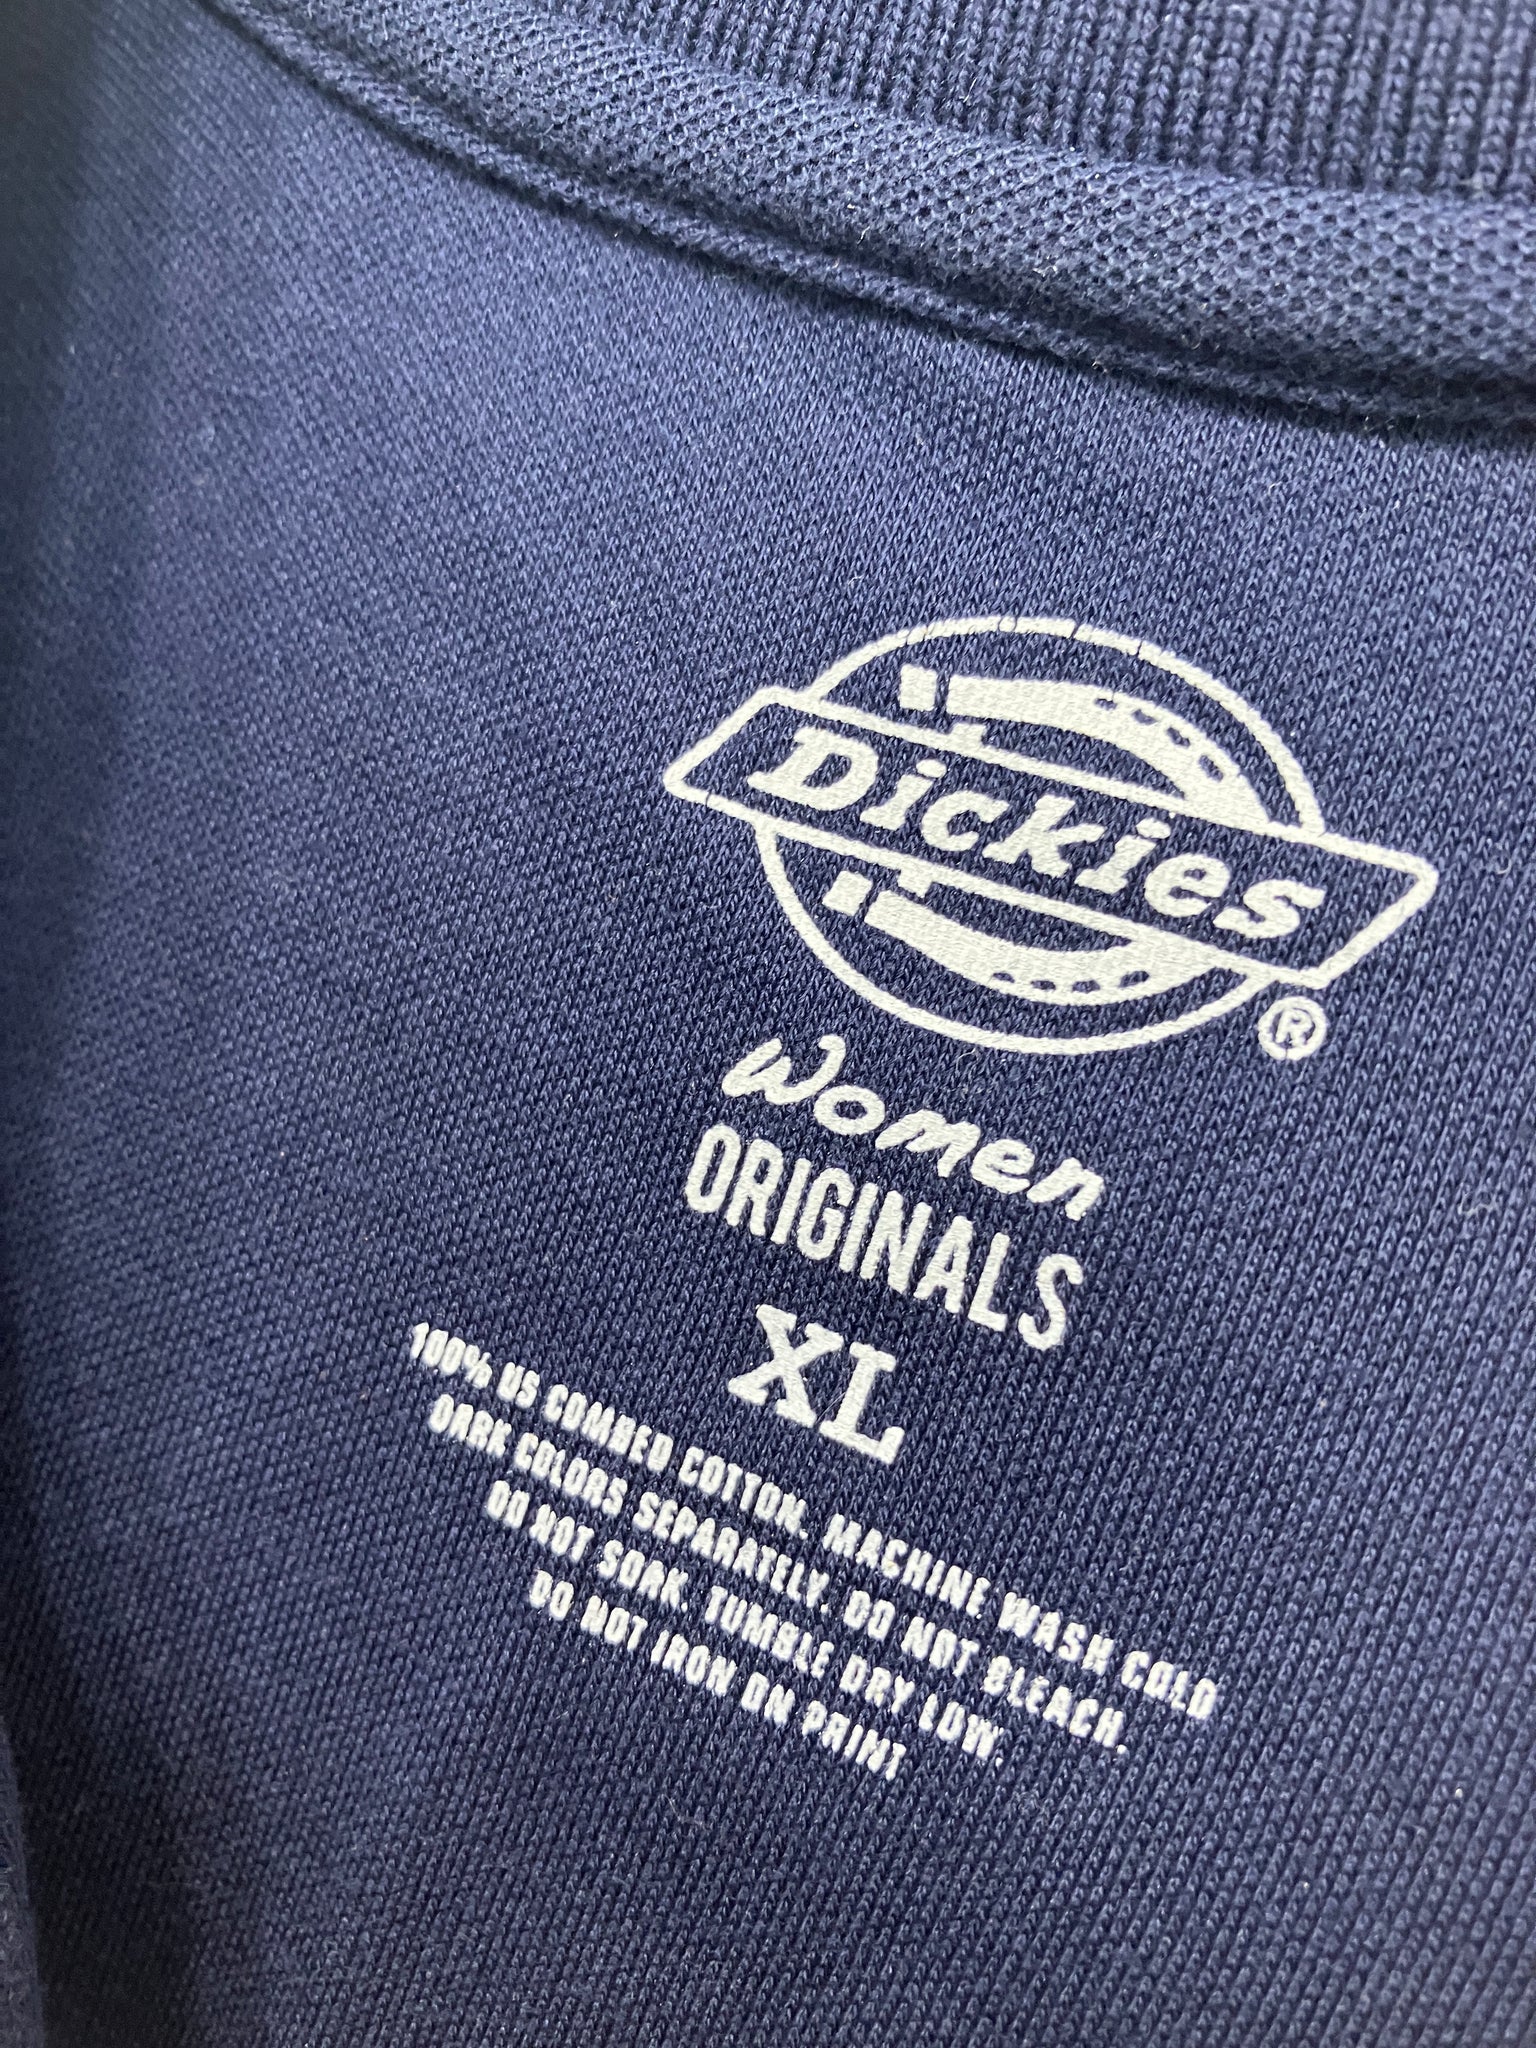 Dickies
®
Women
ORIGINALS
XL
100% US COMBED COTTON. MACHINE WASH COLD
DARK COLORS SEPARATELY. DO NOT BLEACH.
DO NOT SOAK. TUMBLE DRY LOW.
DO NOT IRON ON PRINT